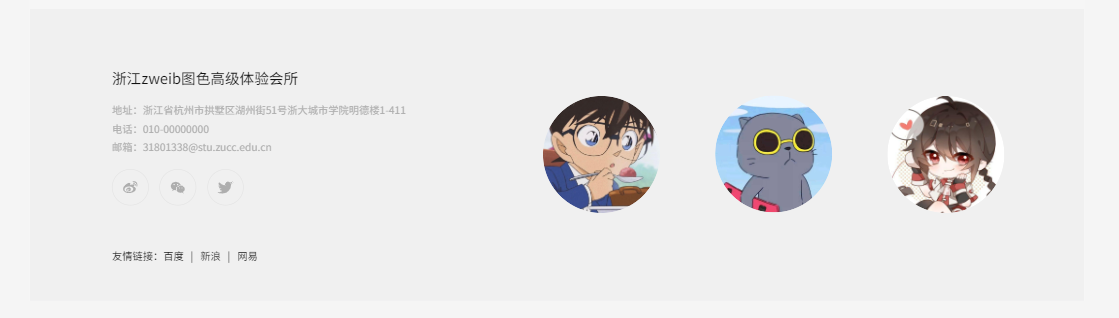 浙江zweib图色高级体验会所
地址：浙江省杭州市拱墅区湖州街51号浙大城市学院明德楼1-411
电话：010-00000000
邮箱：31801338@stu.zucc.edu.cn
友情链接：百度 | 新浪 | 网易